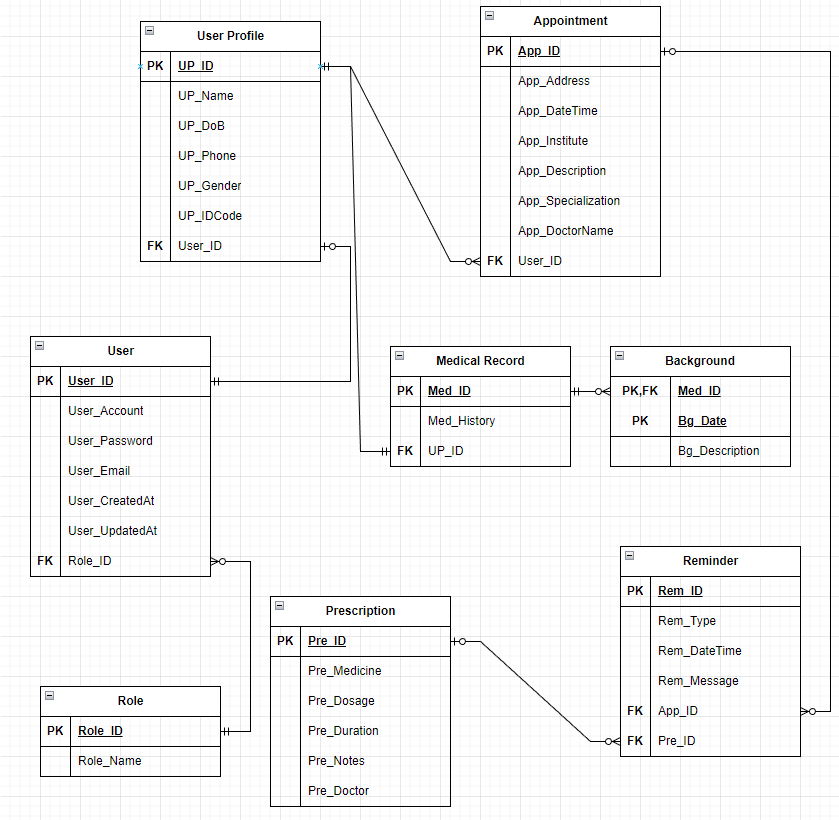 User Profile
PK UP_ID
UP_Name
UP_DoB
UP_Phone
UP_Gender
UP_IDCode
FK User_ID
Appointment
PK App_ID
App_Address
App_DateTime
App_Institute
App_Description
App_Specialization
App_DoctorName
FK User_ID
User
PK User_ID
User_Account
User_Password
User_Email
User_CreatedAt
User_UpdatedAt
FK Role_ID
Medical Record
PK Med_ID
Med_History
FK UP_ID
Background
PK,FK Med_ID
PK Bg_Date
Bg_Description
Role
PK Role_ID
Role_Name
Prescription
PK Pre_ID
Pre_Medicine
Pre_Dosage
Pre_Duration
Pre_Notes
Pre_Doctor
Reminder
PK Rem_ID
Rem_Type
Rem_DateTime
Rem_Message
FK App_ID
FK Pre_ID